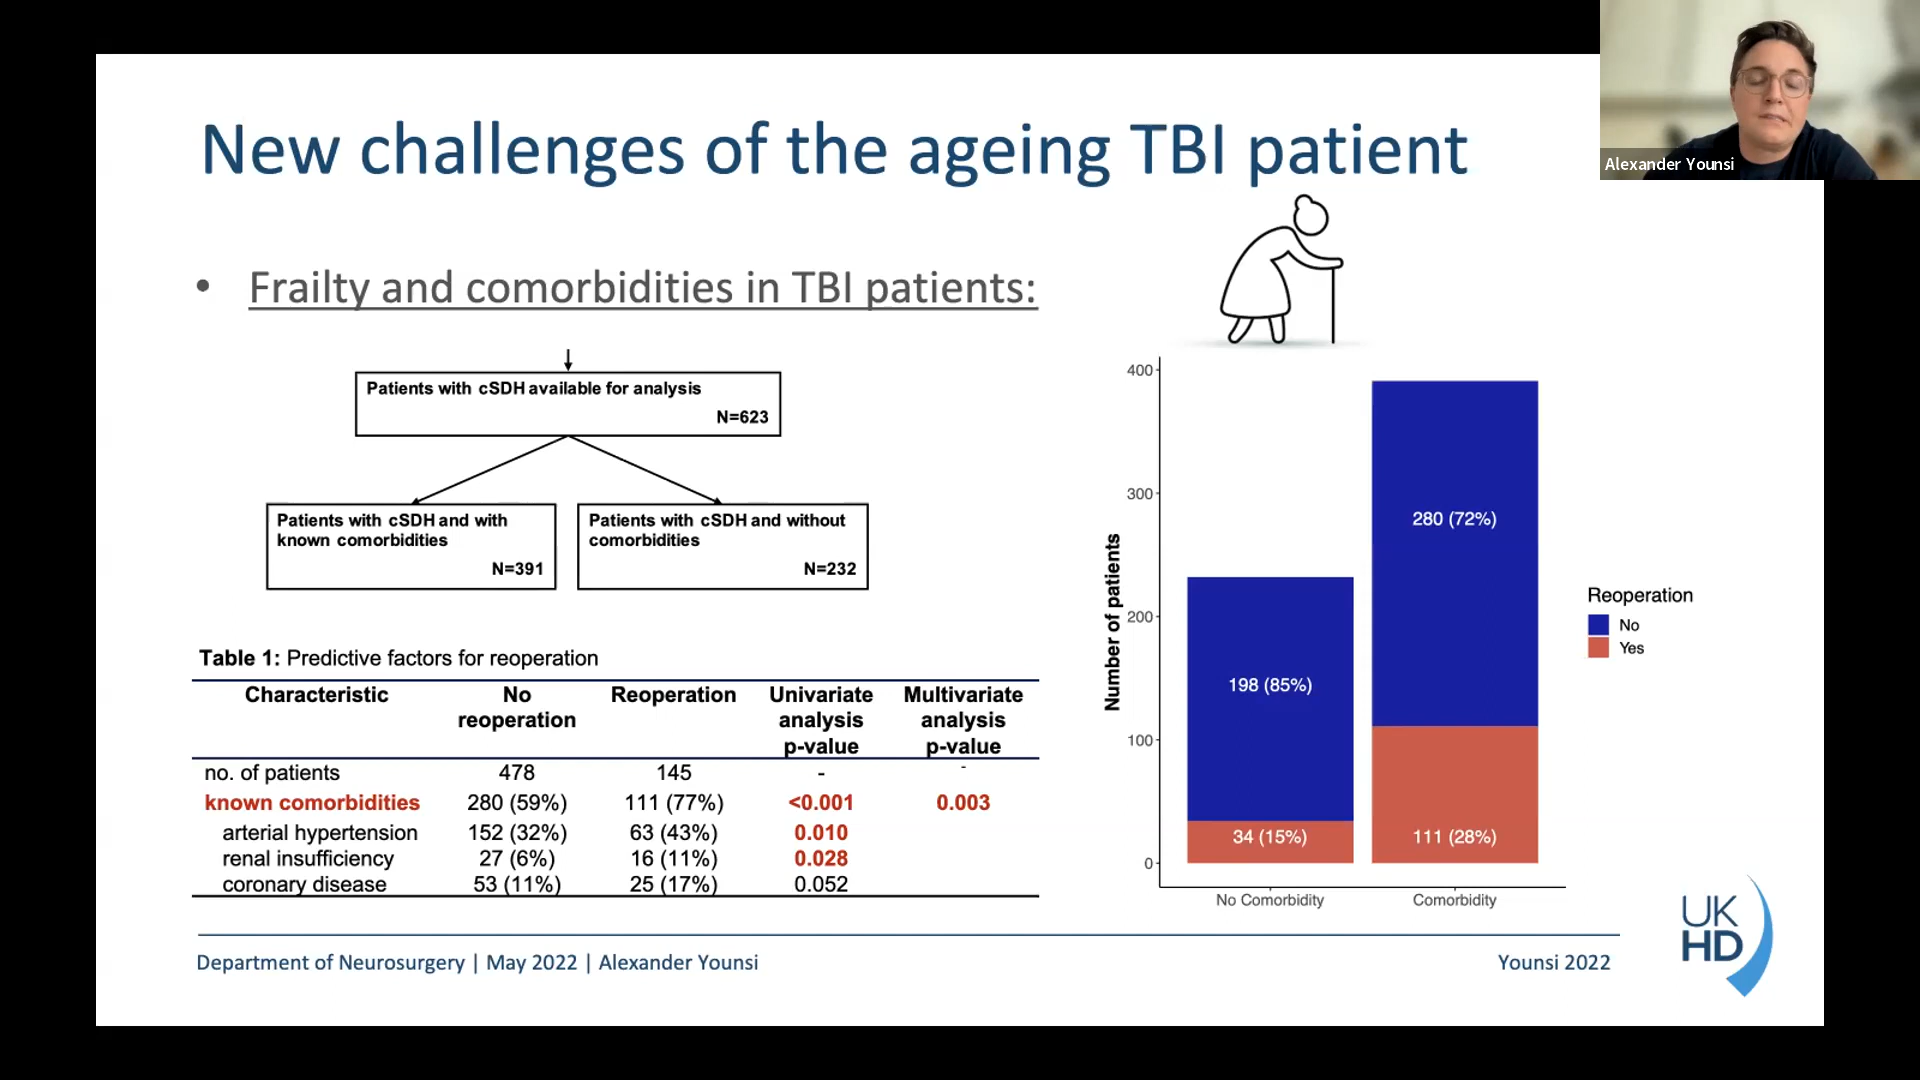 Alexander Younsi
New challenges of the ageing TBI patient
• Frailty and comorbidities in TBI patients:
Patients with cSDH available for analysis
N=623
Patients with cSDH and with
known comorbidities
N=391
Patients with cSDH and without
comorbidities
N=232
Table 1: Predictive factors for reoperation
Characteristic No reoperation Reoperation Univariate analysis p-value Multivariate analysis p-value
no. of patients 478 145 - -
known comorbidities 280 (59%) 111 (77%) <0.001 0.003
arterial hypertension 152 (32%) 63 (43%) 0.010
renal insufficiency 27 (6%) 16 (11%) 0.028
coronary disease 53 (11%) 25 (17%) 0.052
Number of patients
400
300
200
100
0
198 (85%)
34 (15%)
280 (72%)
111 (28%)
No Comorbidity
Comorbidity
Reoperation
No
Yes
Department of Neurosurgery | May 2022 | Alexander Younsi
Younsi 2022
UK
HD